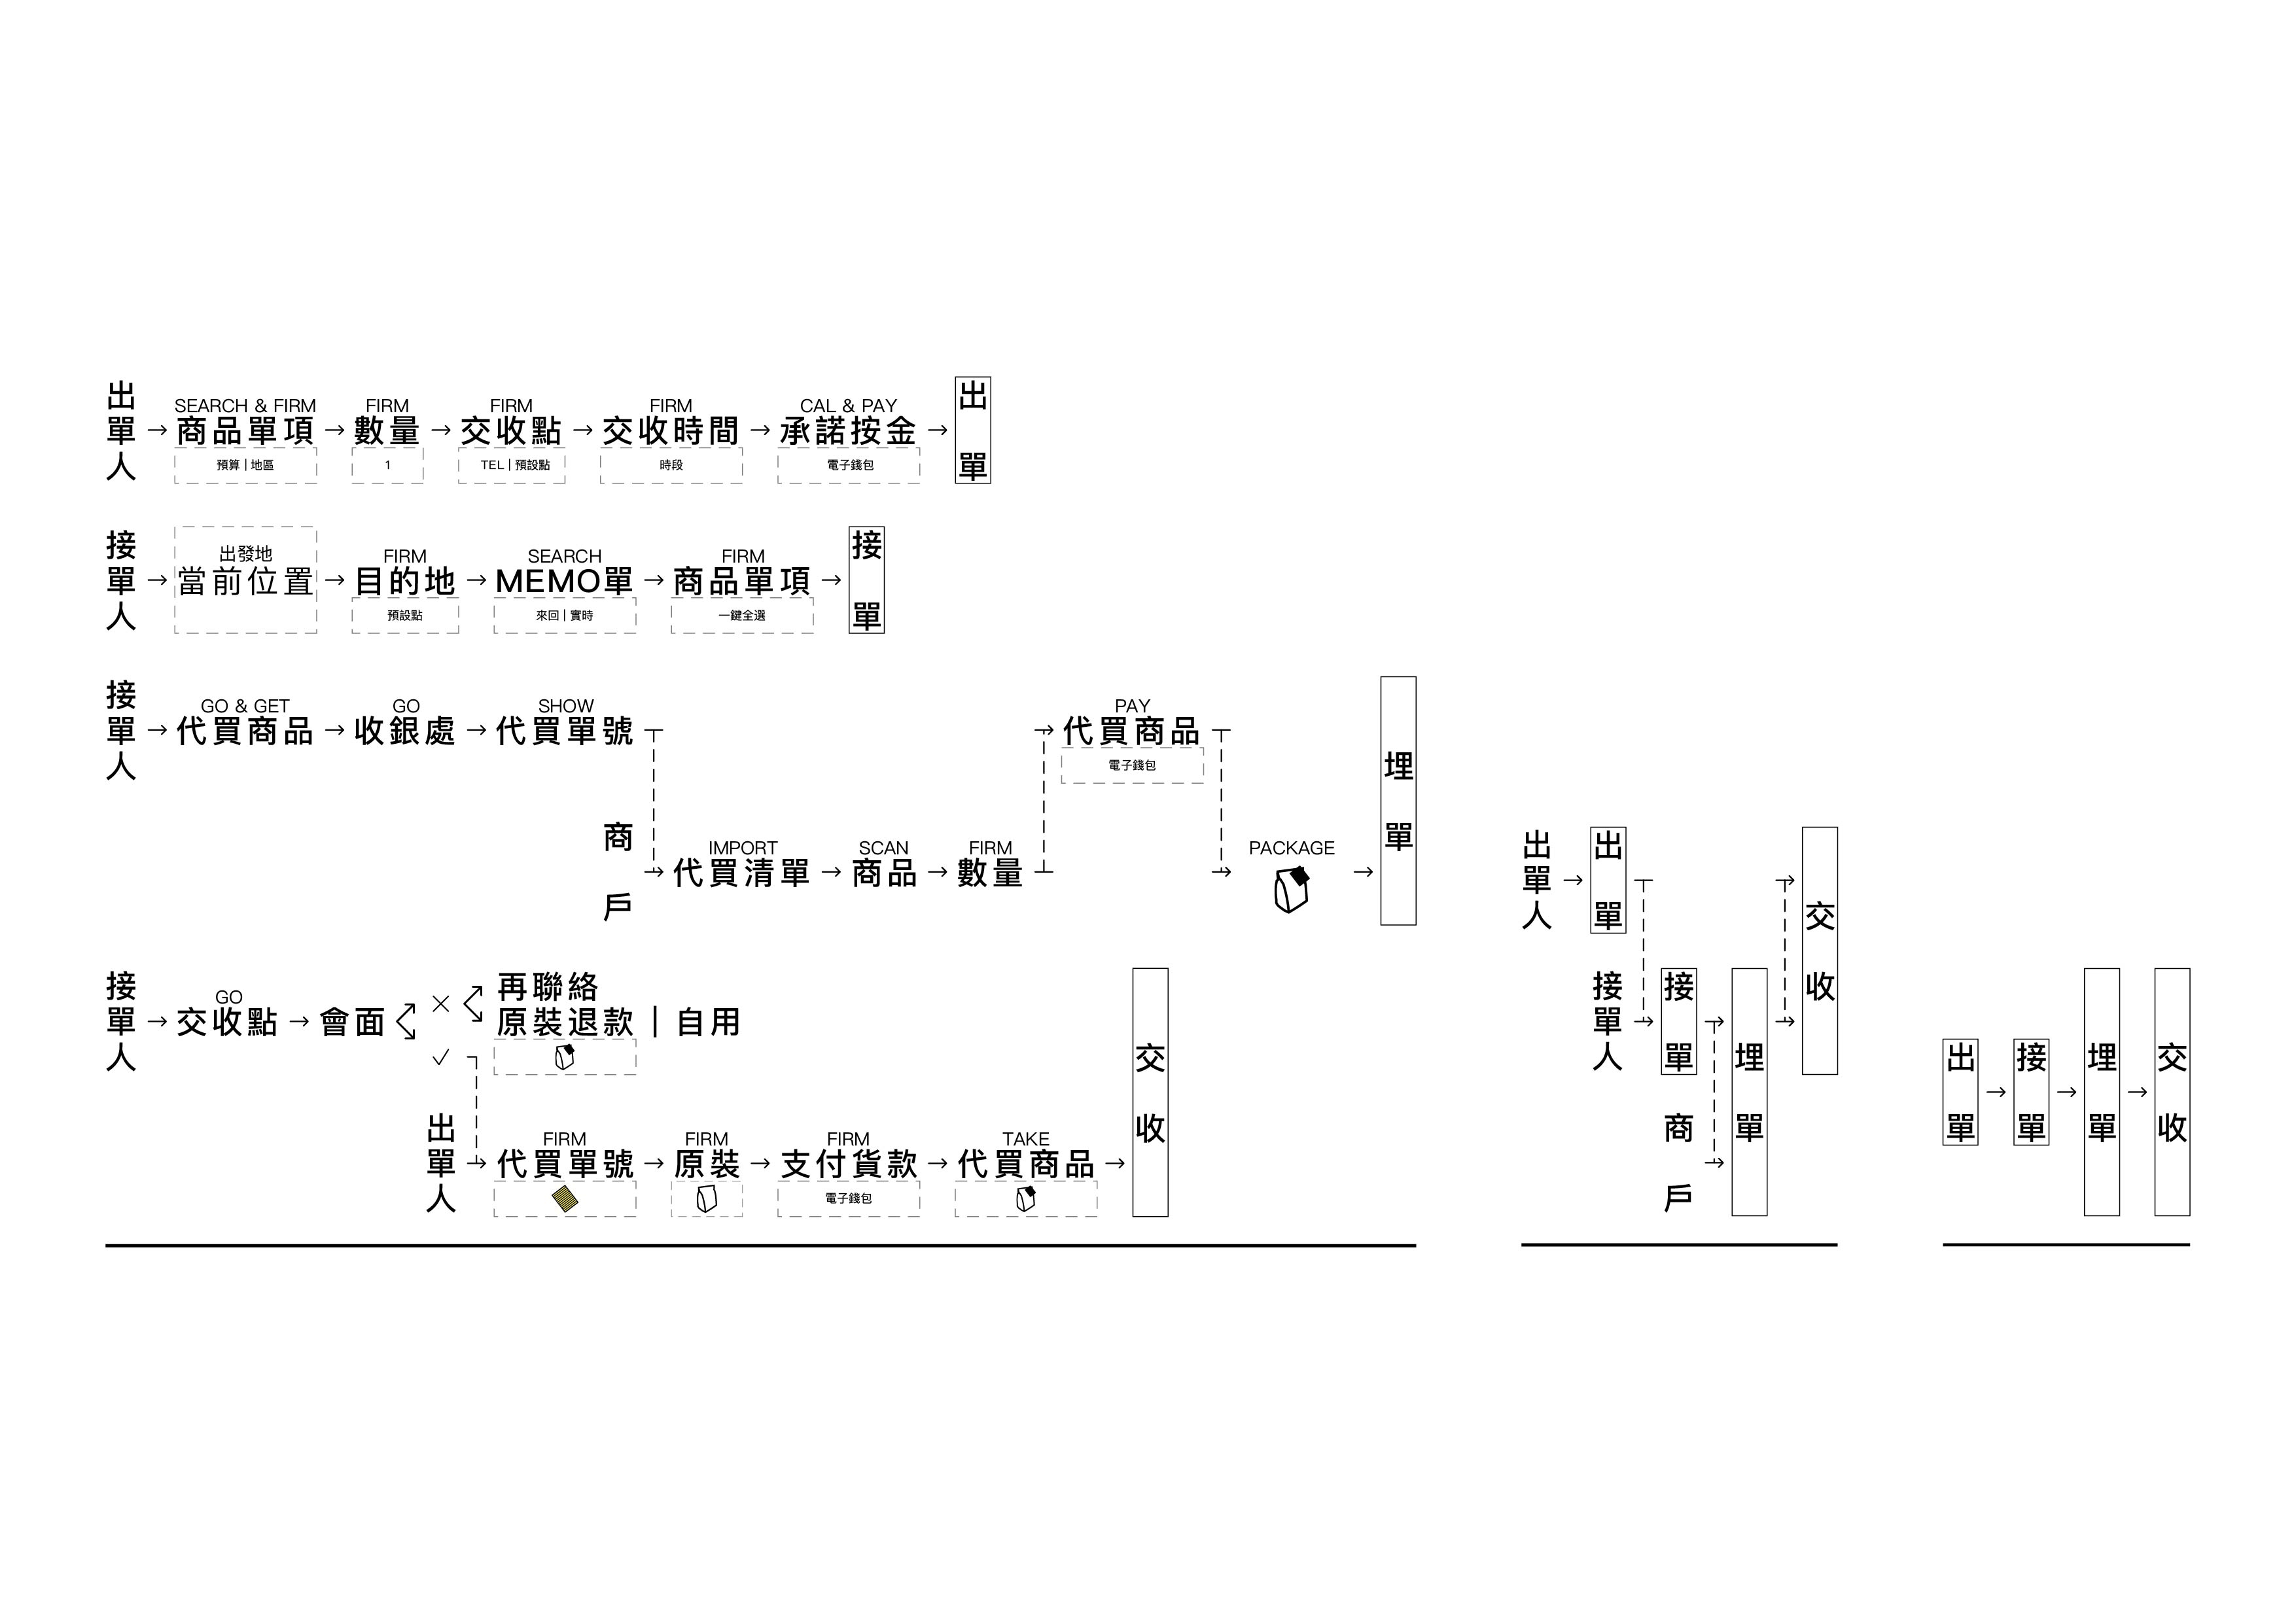 出單人
SEARCH & FIRM
商品單項
預算|地區
FIRM
數量
1
FIRM
交收點
TEL|預設點
FIRM
交收時間
時段
CAL & PAY
承諾按金
電子錢包
出單
接單人
出發地
當前位置
FIRM
目的地
預設點
SEARCH
MEMO單
來回|實時
FIRM
商品單項
一鍵全選
接單
接單人
GO & GET
代買商品
GO
收銀處
SHOW
代買單號
商戶
IMPORT
代買清單
SCAN
商品
FIRM
數量
PAY
代買商品
電子錢包
PACKAGE
埋單
接單人
GO
交收點
會面
再聯絡
原裝退款|自用
出單人
FIRM
代買單號
FIRM
原裝
FIRM
支付貨款
電子錢包
TAKE
代買商品
交收
出單人
出單
接單人
接單
商戶
埋單
交收
出單
接單
埋單
交收